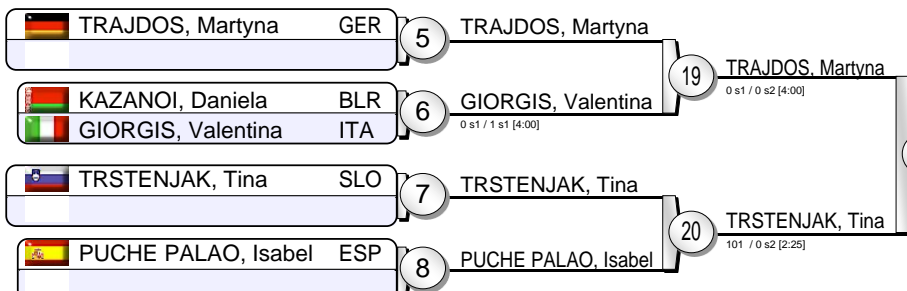 TRAJDOS, Martyna GER
5
TRAJDOS, Martyna
19
TRAJDOS, Martyna
0 s1 / 0 s2 [4:00]
KAZANOI, Daniela BLR
GIORGIS, Valentina ITA
6
GIORGIS, Valentina
0 s1 / 1 s1 [4:00]
TRSTENJAK, Tina SLO
7
TRSTENJAK, Tina
20
TRSTENJAK, Tina
101 / 0 s2 [2:25]
PUCHE PALAO, Isabel ESP
8
PUCHE PALAO, Isabel